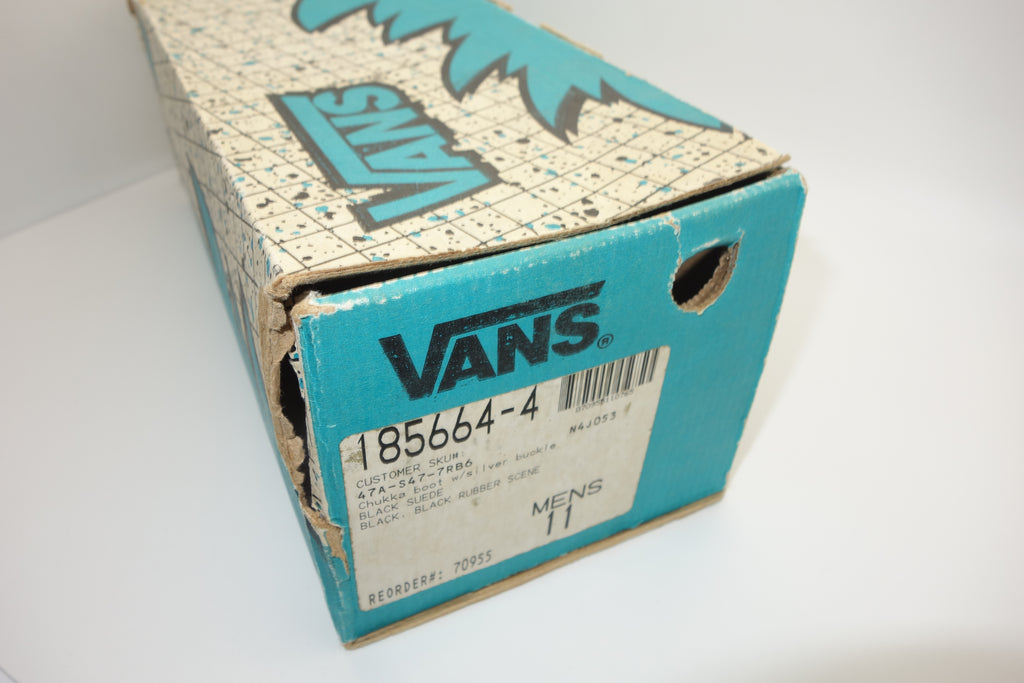 VANS
VANS®
185664-4
CUSTOMER SKU#:
47A-S47-7RB6
N4J053
Chukka boot w/silver buckle
BLACK SUEDE
BLACK, BLACK RUBBER SCENE
MENS
11
REORDER#: 70955